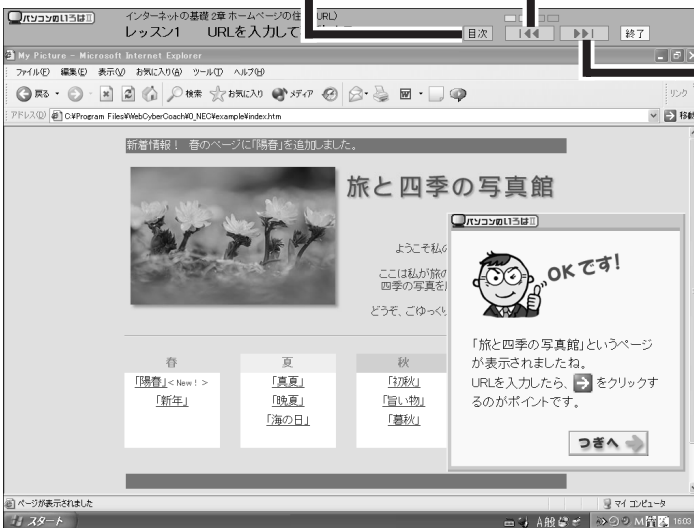 パソコンのいろはⅡ
インターネットの基礎 2章 ホームページの住
URL)
レッスン1 URLを入力して
目次
終了
My Picture - Microsoft Internet Explorer
ファイル(F) 編集(E) 表示(V) お気に入り(A) ツール(T) ヘルプ(H)
戻る 検索 お気に入り メディア リンク
アドレス(D) C:¥Program Files¥WebCyberCoach¥0_NEC¥example¥index.htm 移動
新着情報! 春のページに「陽春」を追加しました。
旅と四季の写真館
ようこそ私の
ここは私が旅の
四季の写真を
どうぞ、ごゆっくり
春 夏 秋
「陽春」< New! > 「真夏」 「初秋」
「新年」 「晩夏」 「旨い物」
「海の日」 「暮秋」
パソコンのいろはⅡ
OKです!
「旅と四季の写真館」というページ
が表示されましたね。
URLを入力したら、 をクリックす
るのがポイントです。
つぎへ
ページが表示されました マイ コンピュータ
スタート A般 16:03